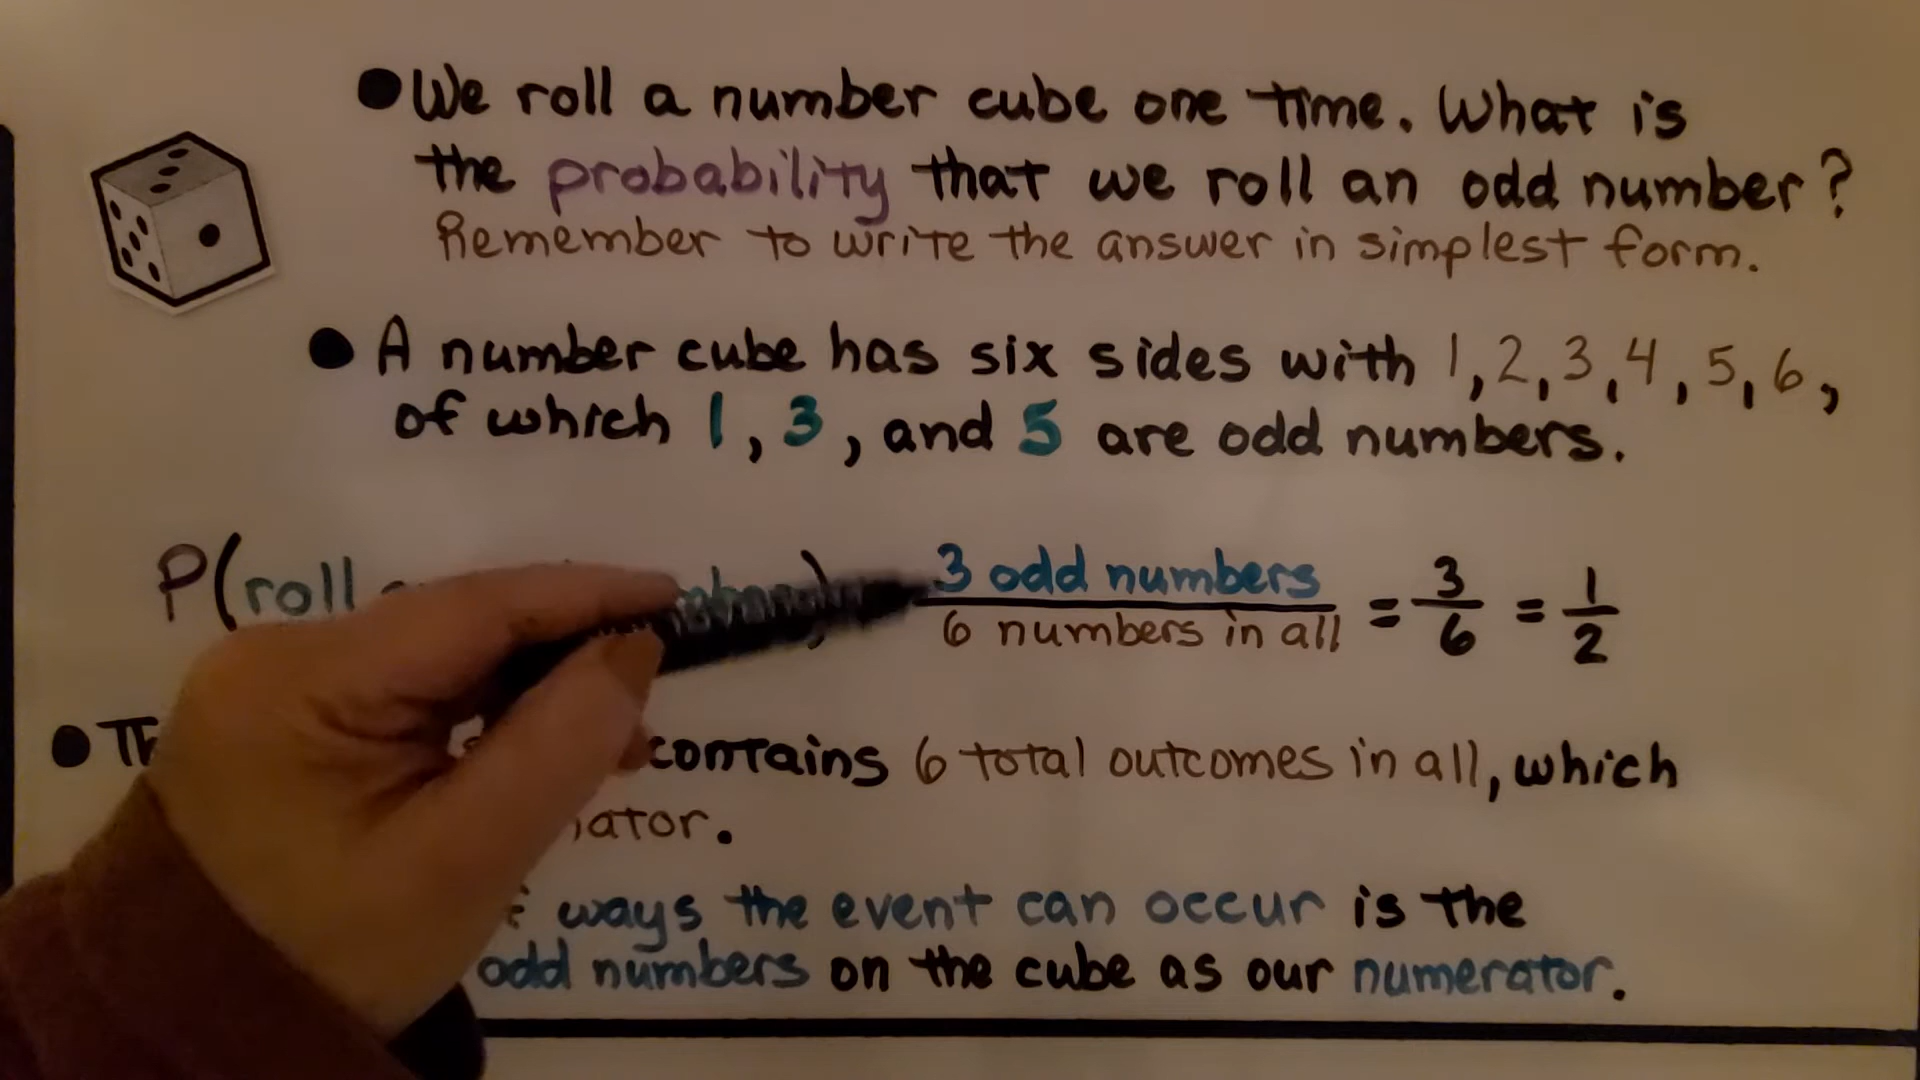 ●We roll a number cube one time. What is
the probability that we roll an odd number?
Remember to write the answer in simplest form.
● A number cube has six sides with 1, 2, 3, 4, 5, 6,
of which 1, 3, and 5 are odd numbers.
P(roll ) 3 odd numbers / 6 numbers in all = 3/6 = 1/2
● contains 6 total outcomes in all, which
ways the event can occur is the
odd numbers on the cube as our numerator.